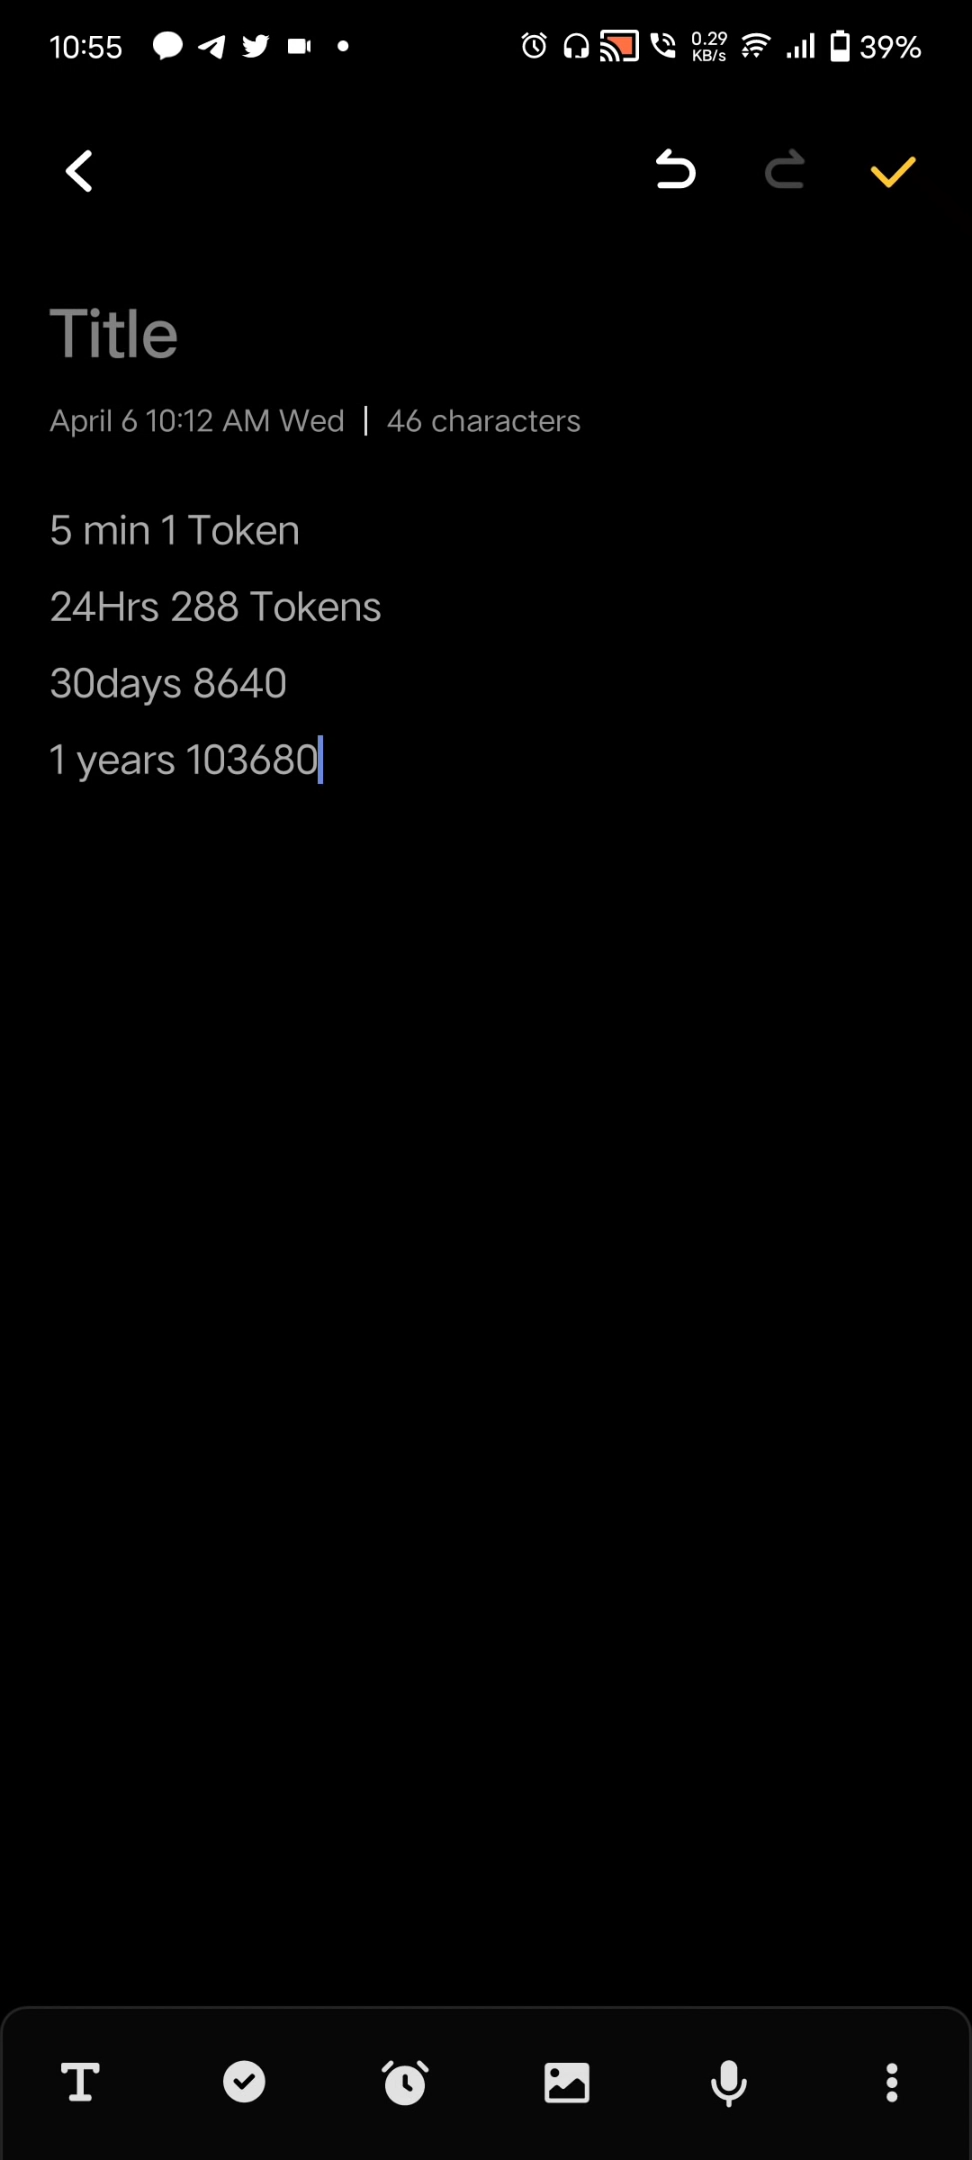 10:55 0.29 KB/s 39%
Title
April 6 10:12 AM Wed | 46 characters
5 min 1 Token
24Hrs 288 Tokens
30days 8640
1 years 103680
T